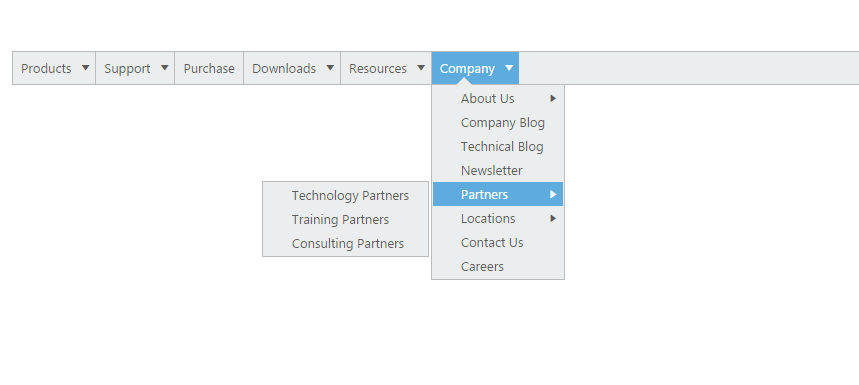 Products Support Purchase Downloads Resources Company
About Us
Company Blog
Technical Blog
Newsletter
Partners
Technology Partners
Training Partners
Consulting Partners
Locations
Contact Us
Careers